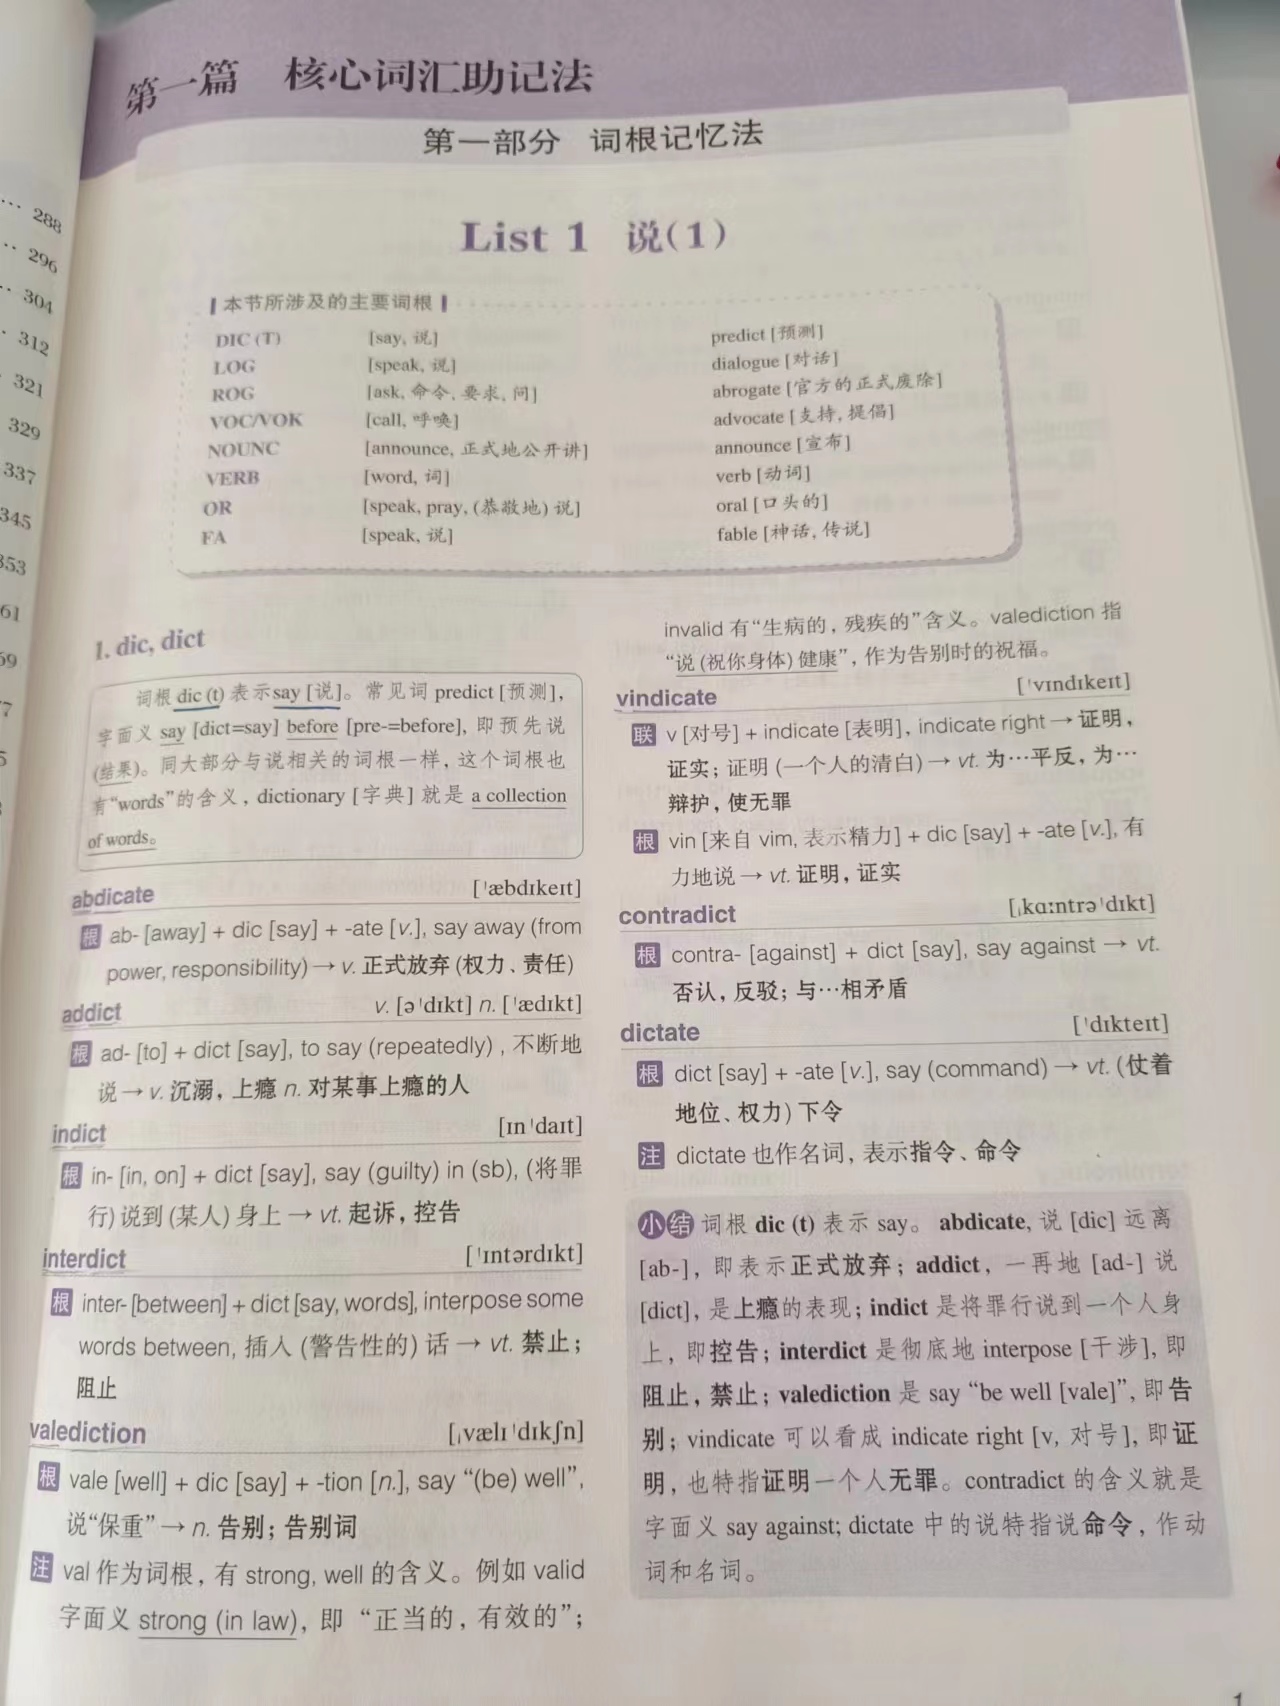 第一篇 核心词汇助记法
第一部分 词根记忆法
List 1 说(1)
本节所涉及的主要词根
DIC (T) [say, 说] predict [预测]
LOG [speak, 说] dialogue [对话]
ROG [ask, 命令, 要求, 问] abrogate [官方的正式废除]
VOC/VOK [call, 呼唤] advocate [支持, 提倡]
NOUNC [announce, 正式地公开讲] announce [宣布]
VERB [word, 词] verb [动词]
OR [speak, pray, (恭敬地) 说] oral [口头的]
FA [speak, 说] fable [神话, 传说]
… 288
·· 296
·· 304
· 312
· 321
329
337
345
353
61
69
7
5
1. dic, dict
词根 dic (t) 表示say [说]。常见词 predict [预测],
字面义 say [dict=say] before [pre-=before], 即预先说
(结果)。同大部分与说相关的词根一样, 这个词根也
有“words”的含义, dictionary [字典] 就是 a collection
of words。
abdicate [ˈæbdɪkeɪt]
根 ab- [away] + dic [say] + -ate [v.], say away (from
power, responsibility) → v. 正式放弃 (权力、责任)
addict v. [əˈdɪkt] n. [ˈædɪkt]
根 ad- [to] + dict [say], to say (repeatedly) , 不断地
说 → v. 沉溺, 上瘾 n. 对某事上瘾的人
indict [ɪnˈdaɪt]
根 in- [in, on] + dict [say], say (guilty) in (sb), (将罪
行) 说到 (某人) 身上 → vt. 起诉, 控告
interdict [ˈɪntərdɪkt]
根 inter- [between] + dict [say, words], interpose some
words between, 插入 (警告性的) 话 → vt. 禁止;
阻止
valediction [ˌvælɪˈdɪkʃn]
根 vale [well] + dic [say] + -tion [n.], say “(be) well”,
说“保重” → n. 告别; 告别词
注 val 作为词根, 有 strong, well 的含义。例如 valid
字面义 strong (in law), 即 “正当的, 有效的”;
invalid 有“生病的, 残疾的”含义。valediction 指
“说 (祝你身体) 健康”, 作为告别时的祝福。
vindicate [ˈvɪndɪkeɪt]
联 v [对号] + indicate [表明], indicate right → 证明,
证实; 证明 (一个人的清白) → vt. 为…平反, 为…
辩护, 使无罪
根 vin [来自 vim, 表示精力] + dic [say] + -ate [v.], 有
力地说 → vt. 证明, 证实
contradict [ˌkɑːntrəˈdɪkt]
根 contra- [against] + dict [say], say against → vt.
否认, 反驳; 与…相矛盾
dictate [ˈdɪkteɪt]
根 dict [say] + -ate [v.], say (command) → vt. (仗着
地位、权力) 下令
注 dictate 也作名词, 表示指令、命令
小结 词根 dic (t) 表示 say。abdicate, 说 [dic] 远离
[ab-], 即表示正式放弃; addict, 一再地 [ad-] 说
[dict], 是上瘾的表现; indict 是将罪行说到一个人身
上, 即控告; interdict 是彻底地 interpose [干涉], 即
阻止, 禁止; valediction 是 say “be well [vale]”, 即告
别; vindicate 可以看成 indicate right [v, 对号], 即证
明, 也特指证明一个人无罪。contradict 的含义就是
字面义 say against; dictate 中的说特指说命令, 作动
词和名词。
1